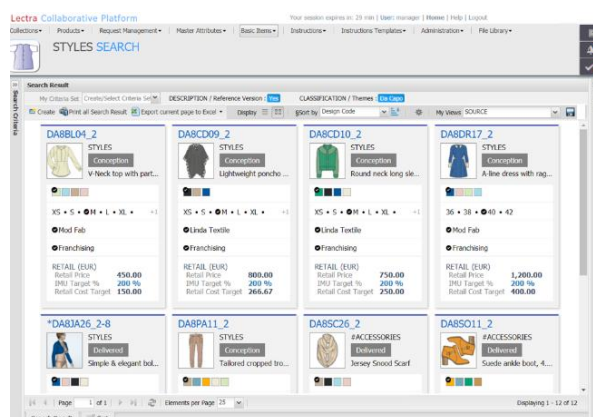 Lectra Collaborative Platform
Your session expires in: 29 min | User: manager | Home | Help | Logout
Collections Products Request Management Master Attributes Basic Items Instructions Instructions Templates Administration File Library
STYLES SEARCH
Search Criteria
Search Result
My Criteria Set Create/Select Criteria Set DESCRIPTION / Reference Version : Yes CLASSIFICATION / Themes : Da Capo
Create Print all Search Result Export current page to Excel Display Sort by Design Code My Views SOURCE
DA8BL04_2 DA8CD09_2 DA8CD10_2 DA8DR17_2
STYLES STYLES STYLES STYLES
Conception Conception Conception Conception
V-Neck top with part... Lightweight poncho ... Round neck long sle... A-line dress with rag...
XS • S • M • L • XL • +1 XS • S • M • L • XL • +1 XS • S • M • L • XL • +1 36 • 38 • 40 • 42
Mod Fab Linda Textile Linda Textile Mod Fab
Franchising Franchising Franchising Franchising
RETAIL (EUR) RETAIL (EUR) RETAIL (EUR) RETAIL (EUR)
Retail Price 450.00 Retail Price 800.00 Retail Price 750.00 Retail Price 1,200.00
IMU Target % 200 % IMU Target % 200 % IMU Target % 200 % IMU Target % 200 %
Retail Cost Target 150.00 Retail Cost Target 266.67 Retail Cost Target 250.00 Retail Cost Target 400.00
*DA8JA26_2-8 DA8PA11_2 DA8SC26_2 DA8SO11_2
STYLES STYLES #ACCESSORIES #ACCESSORIES
Delivered Conception Delivered Delivered
Simple & elegant bol... Tailored cropped tro... Jersey Snood Scarf Suede ankle boot, 4....
Page 1 of 1 Elements per Page 25 Displaying 1 - 12 of 12